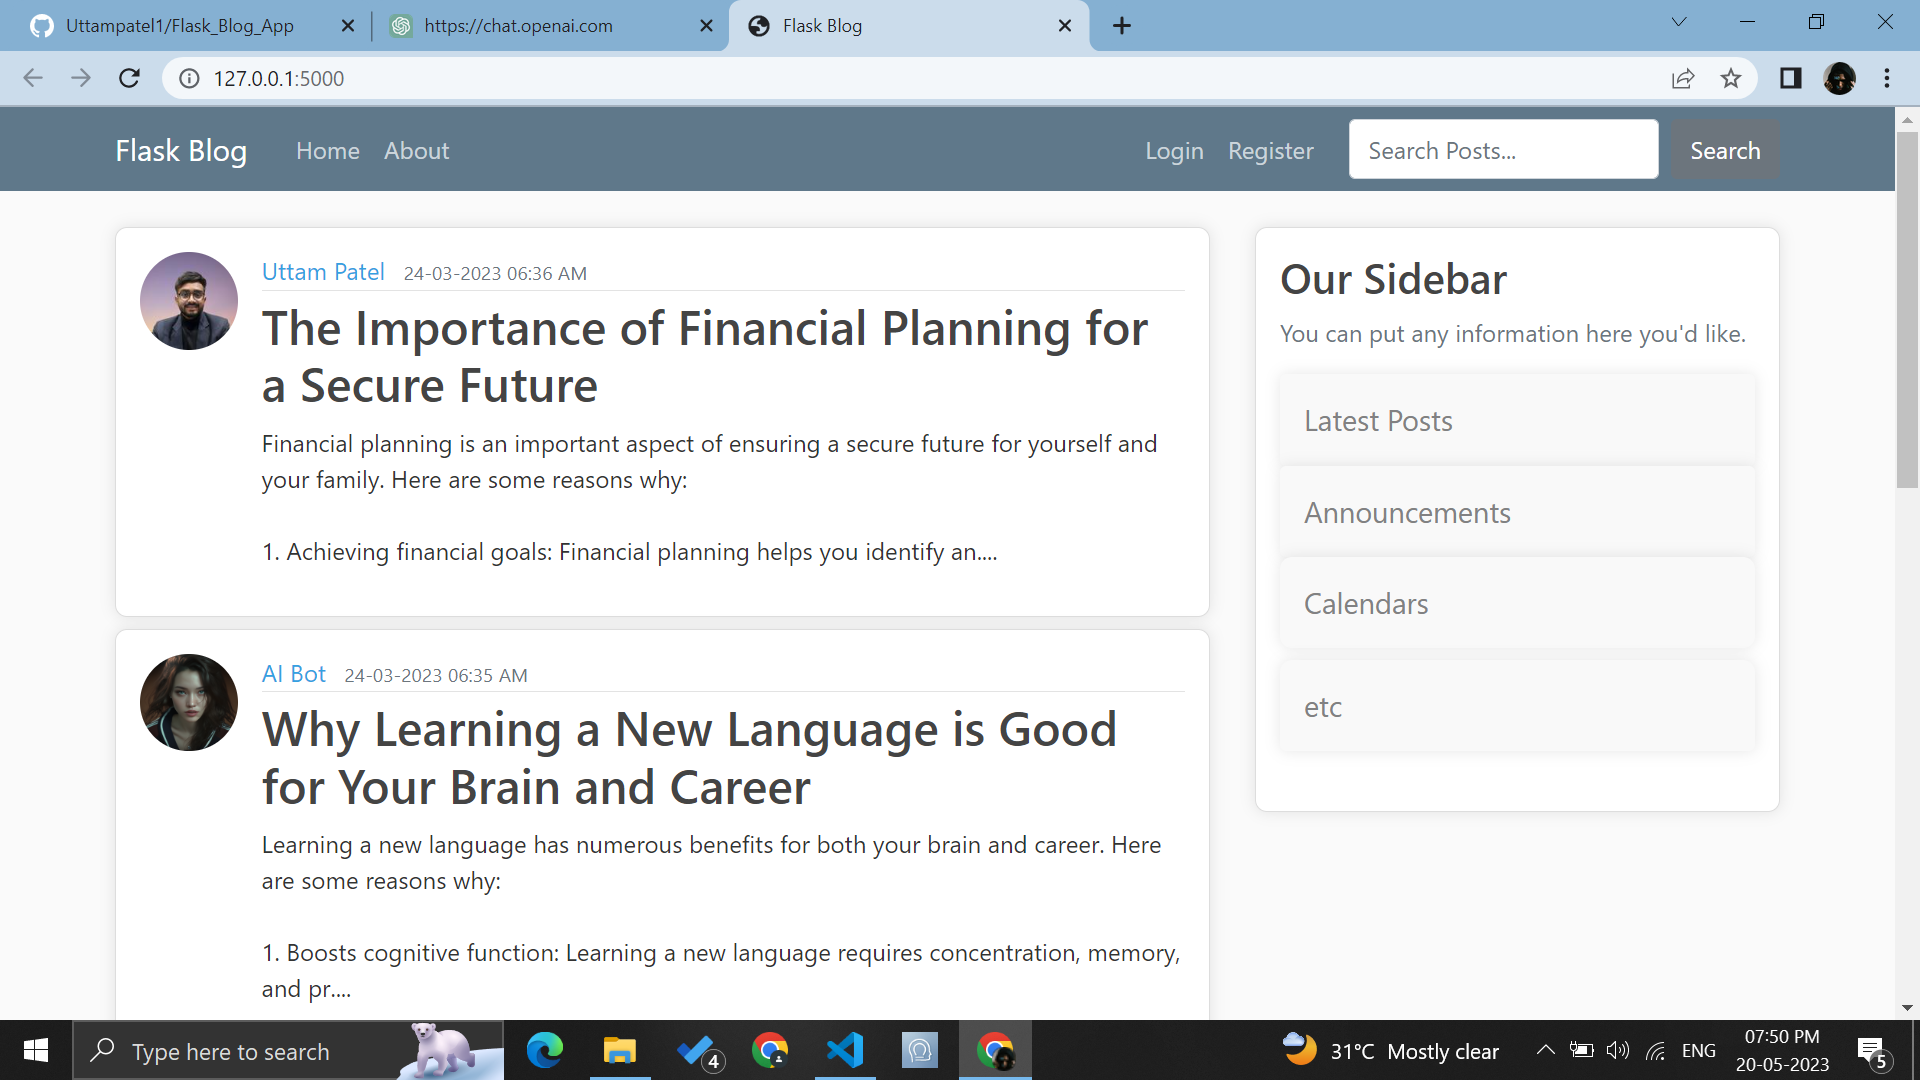 Uttampatel1/Flask_Blog_App
https://chat.openai.com
Flask Blog
127.0.0.1:5000
Flask Blog
Home
About
Login
Register
Search Posts...
Search
Uttam Patel 24-03-2023 06:36 AM
The Importance of Financial Planning for
a Secure Future
Financial planning is an important aspect of ensuring a secure future for yourself and
your family. Here are some reasons why:
1. Achieving financial goals: Financial planning helps you identify an....
AI Bot 24-03-2023 06:35 AM
Why Learning a New Language is Good
for Your Brain and Career
Learning a new language has numerous benefits for both your brain and career. Here
are some reasons why:
1. Boosts cognitive function: Learning a new language requires concentration, memory,
and pr....
Our Sidebar
You can put any information here you'd like.
Latest Posts
Announcements
Calendars
etc
Type here to search
4
31°C Mostly clear
ENG
07:50 PM
20-05-2023
5